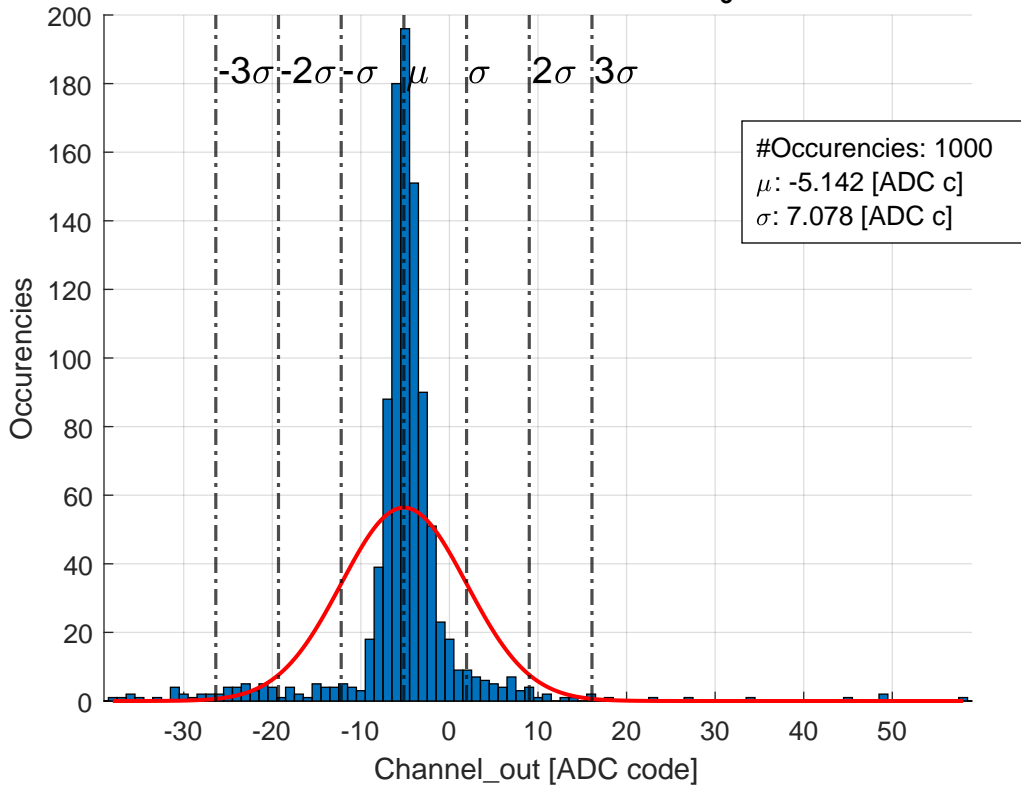 200
180
160
140
120
100
80
60
40
20
0
Occurencies
-3σ -2σ -σ μ σ 2σ 3σ
#Occurencies: 1000
μ: -5.142 [ADC c]
σ: 7.078 [ADC c]
-30 -20 -10 0 10 20 30 40 50
Channel_out [ADC code]